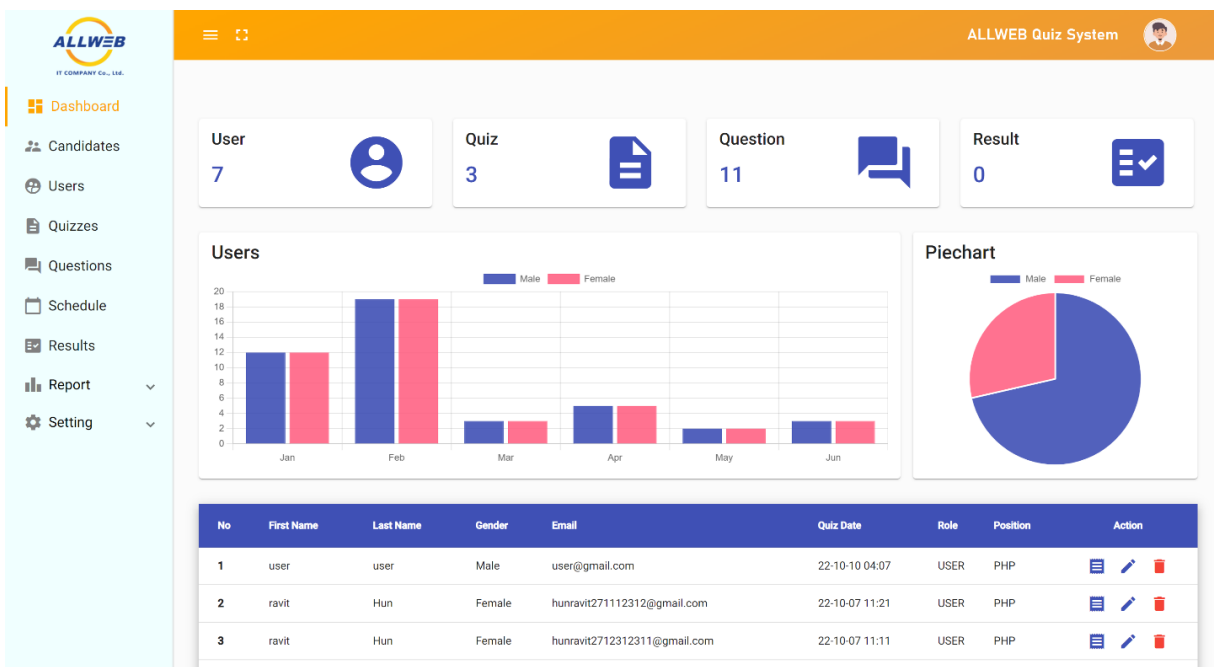 ALLWEB
IT COMPANY Co., Ltd.
Dashboard
Candidates
Users
Quizzes
Questions
Schedule
Results
Report
Setting
ALLWEB Quiz System
User
7
Quiz
3
Question
11
Result
0
Users
Male Female
20
18
16
14
12
10
8
6
4
2
0
Jan Feb Mar Apr May Jun
Piechart
Male Female
No First Name Last Name Gender Email Quiz Date Role Position Action
1 user user Male user@gmail.com 22-10-10 04:07 USER PHP
2 ravit Hun Female hunravit271112312@gmail.com 22-10-07 11:21 USER PHP
3 ravit Hun Female hunravit2712312311@gmail.com 22-10-07 11:11 USER PHP